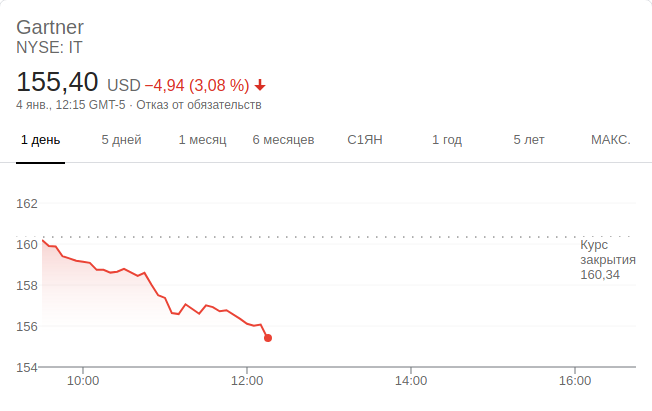 Gartner
NYSE: IT
155,40 USD −4,94 (3,08 %)
4 янв., 12:15 GMT-5 · Отказ от обязательств
1 день 5 дней 1 месяц 6 месяцев С1ЯН 1 год 5 лет МАКС.
162
160
158
156
154
Курс
закрытия
160,34
10:00 12:00 14:00 16:00